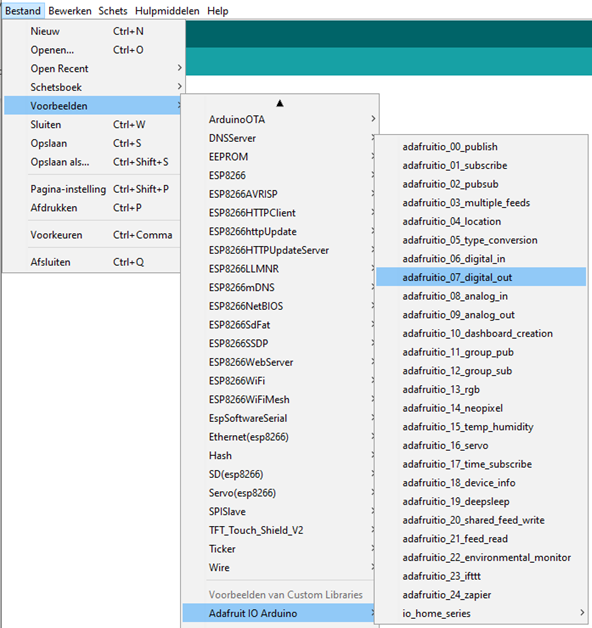 Bestand Bewerken Schets Hulpmiddelen Help
Nieuw Ctrl+N
Openen... Ctrl+O
Open Recent
Schetsboek
Voorbeelden
Sluiten Ctrl+W
Opslaan Ctrl+S
Opslaan als... Ctrl+Shift+S
Pagina-instelling Ctrl+Shift+P
Afdrukken Ctrl+P
Voorkeuren Ctrl+Comma
Afsluiten Ctrl+Q
ArduinoOTA
DNSServer
EEPROM
ESP8266
ESP8266AVRISP
ESP8266HTTPClient
ESP8266httpUpdate
ESP8266HTTPUpdateServer
ESP8266LLMNR
ESP8266mDNS
ESP8266NetBIOS
ESP8266SdFat
ESP8266SSDP
ESP8266WebServer
ESP8266WiFi
ESP8266WiFiMesh
EspSoftwareSerial
Ethernet(esp8266)
Hash
SD(esp8266)
Servo(esp8266)
SPISlave
TFT_Touch_Shield_V2
Ticker
Wire
Voorbeelden van Custom Libraries
Adafruit IO Arduino
adafruitio_00_publish
adafruitio_01_subscribe
adafruitio_02_pubsub
adafruitio_03_multiple_feeds
adafruitio_04_location
adafruitio_05_type_conversion
adafruitio_06_digital_in
adafruitio_07_digital_out
adafruitio_08_analog_in
adafruitio_09_analog_out
adafruitio_10_dashboard_creation
adafruitio_11_group_pub
adafruitio_12_group_sub
adafruitio_13_rgb
adafruitio_14_neopixel
adafruitio_15_temp_humidity
adafruitio_16_servo
adafruitio_17_time_subscribe
adafruitio_18_device_info
adafruitio_19_deepsleep
adafruitio_20_shared_feed_write
adafruitio_21_feed_read
adafruitio_22_environmental_monitor
adafruitio_23_ifttt
adafruitio_24_zapier
io_home_series